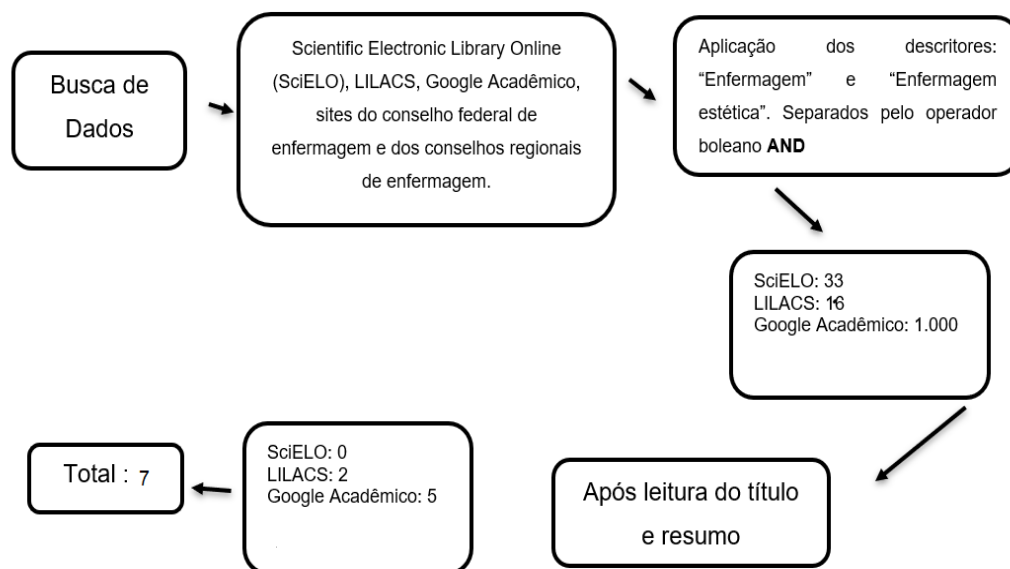 Busca de
Dados
Scientific Electronic Library Online
(SciELO), LILACS, Google Acadêmico,
sites do conselho federal de
enfermagem e dos conselhos regionais
de enfermagem.
Aplicação dos descritores:
“Enfermagem” e “Enfermagem
estética”. Separados pelo operador
boleano AND
SciELO: 33
LILACS: 16
Google Acadêmico: 1.000
Após leitura do título
e resumo
SciELO: 0
LILACS: 2
Google Acadêmico: 5
Total : 7